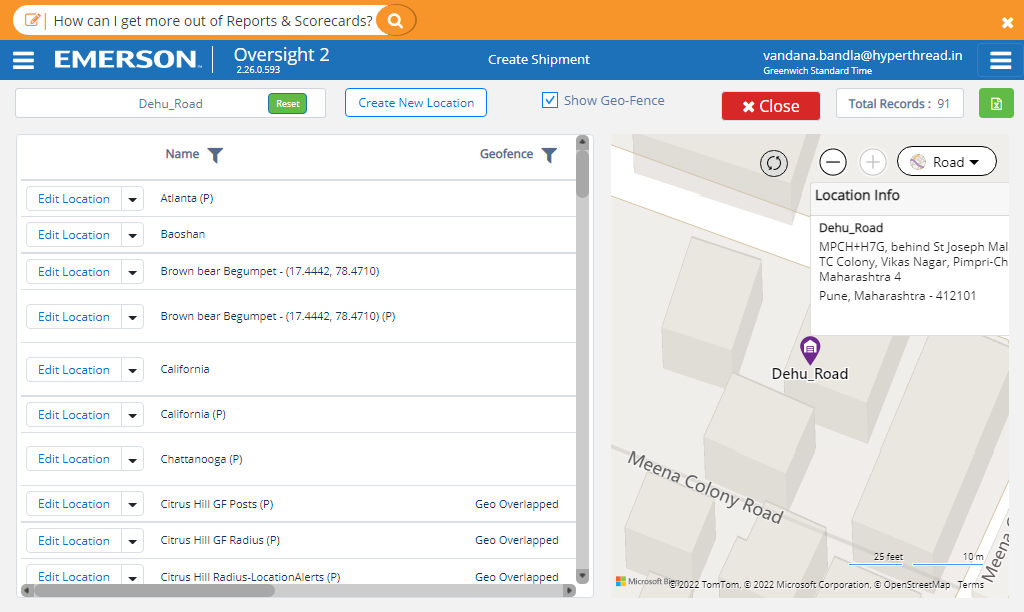 How can I get more out of Reports & Scorecards?
EMERSON.
Oversight 2
2.26.0.593
Create Shipment
vandana.bandla@hyperthread.in
Greenwich Standard Time
Dehu_Road
Reset
Create New Location
Show Geo-Fence
Close
Total Records : 91
Name
Geofence
Edit Location Atlanta (P)
Edit Location Baoshan
Edit Location Brown bear Begumpet - (17.4442, 78.4710)
Edit Location Brown bear Begumpet - (17.4442, 78.4710) (P)
Edit Location California
Edit Location California (P)
Edit Location Chattanooga (P)
Edit Location Citrus Hill GF Posts (P) Geo Overlapped
Edit Location Citrus Hill GF Radius (P) Geo Overlapped
Edit Location Citrus Hill Radius-LocationAlerts (P) Geo Overlapped
Road
Location Info
Dehu_Road
MPCH+H7G, behind St Joseph Mal
TC Colony, Vikas Nagar, Pimpri-Ch
Maharashtra 4
Pune, Maharashtra - 412101
Dehu_Road
Meena Colony Road
Meena C
25 feet
10 m
Microsoft Bi
© 2022 TomTom, © 2022 Microsoft Corporation, © OpenStreetMap Terms